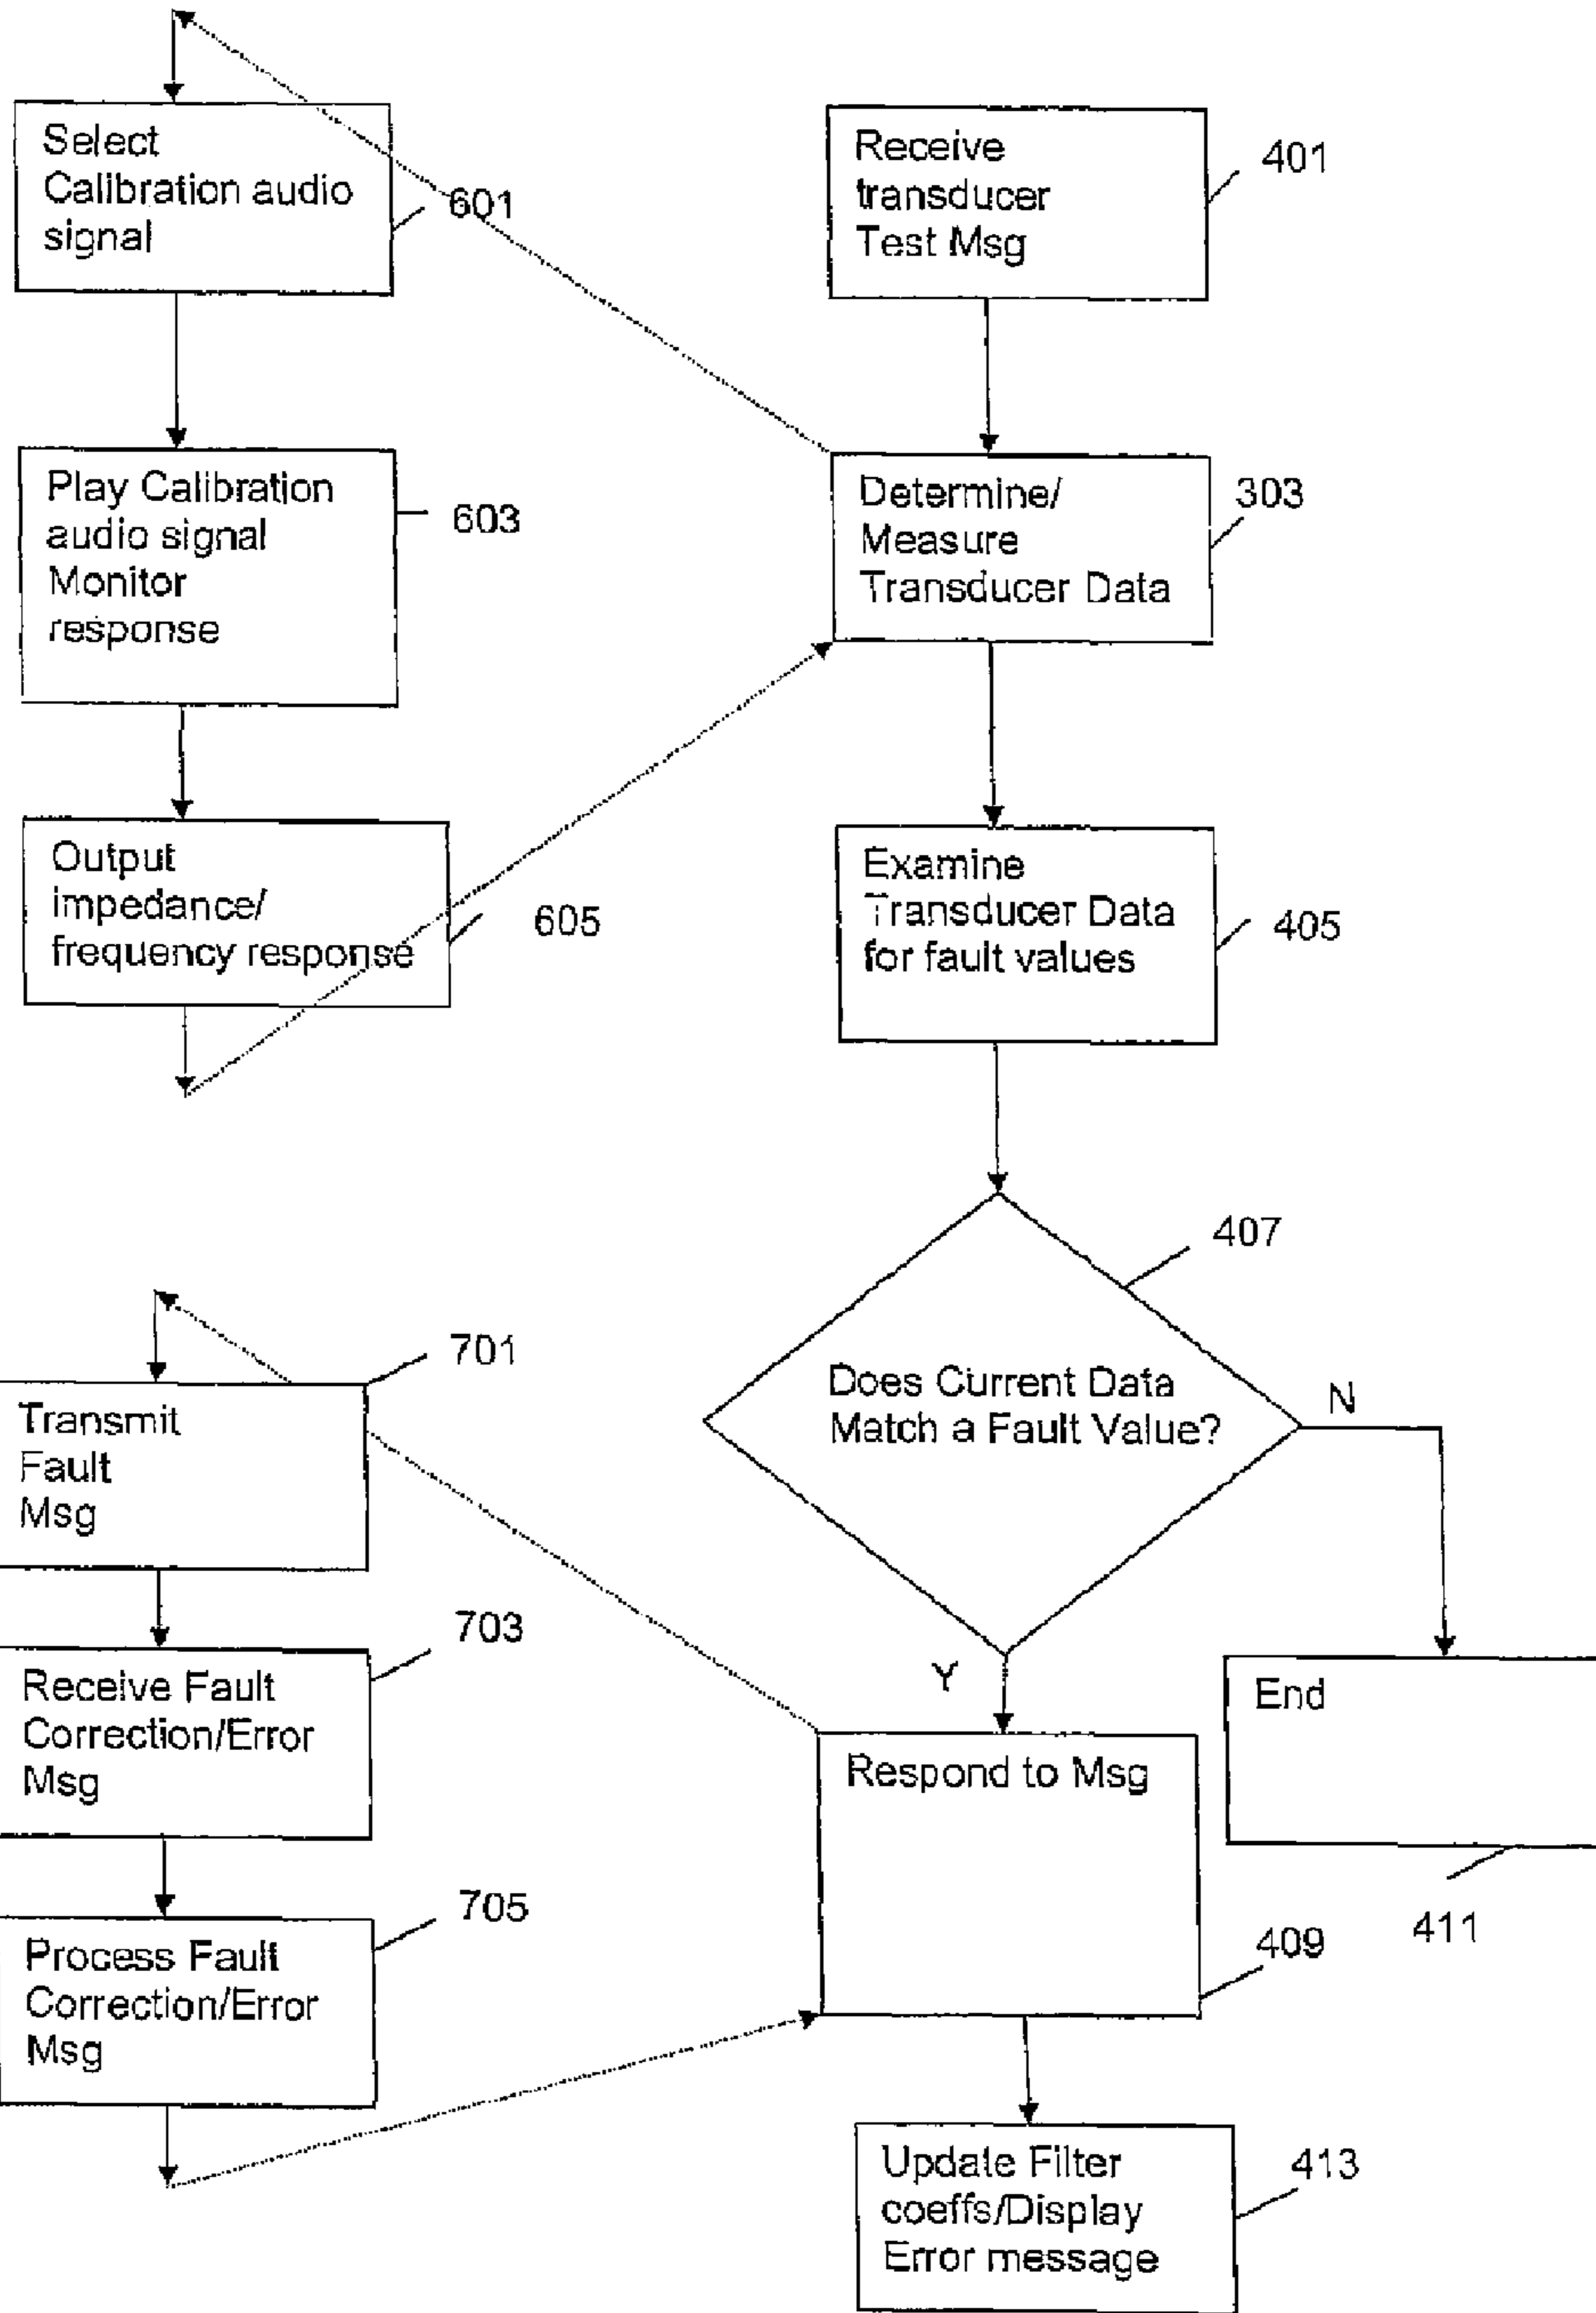 Select
Calibration audio
signal
601
Play Calibration
audio signal
Monitor
response
603
Output
impedance/
frequency response
605
Receive
transducer
Test Msg
401
Determine/
Measure
Transducer Data
303
Examine
Transducer Data
for fault values
405
407
Does Current Data
Match a Fault Value?
N
Y
End
411
Respond to Msg
409
Transmit
Fault
Msg
701
Receive Fault
Correction/Error
Msg
703
Process Fault
Correction/Error
Msg
705
Update Filter
coeffs/Display
Error message
413